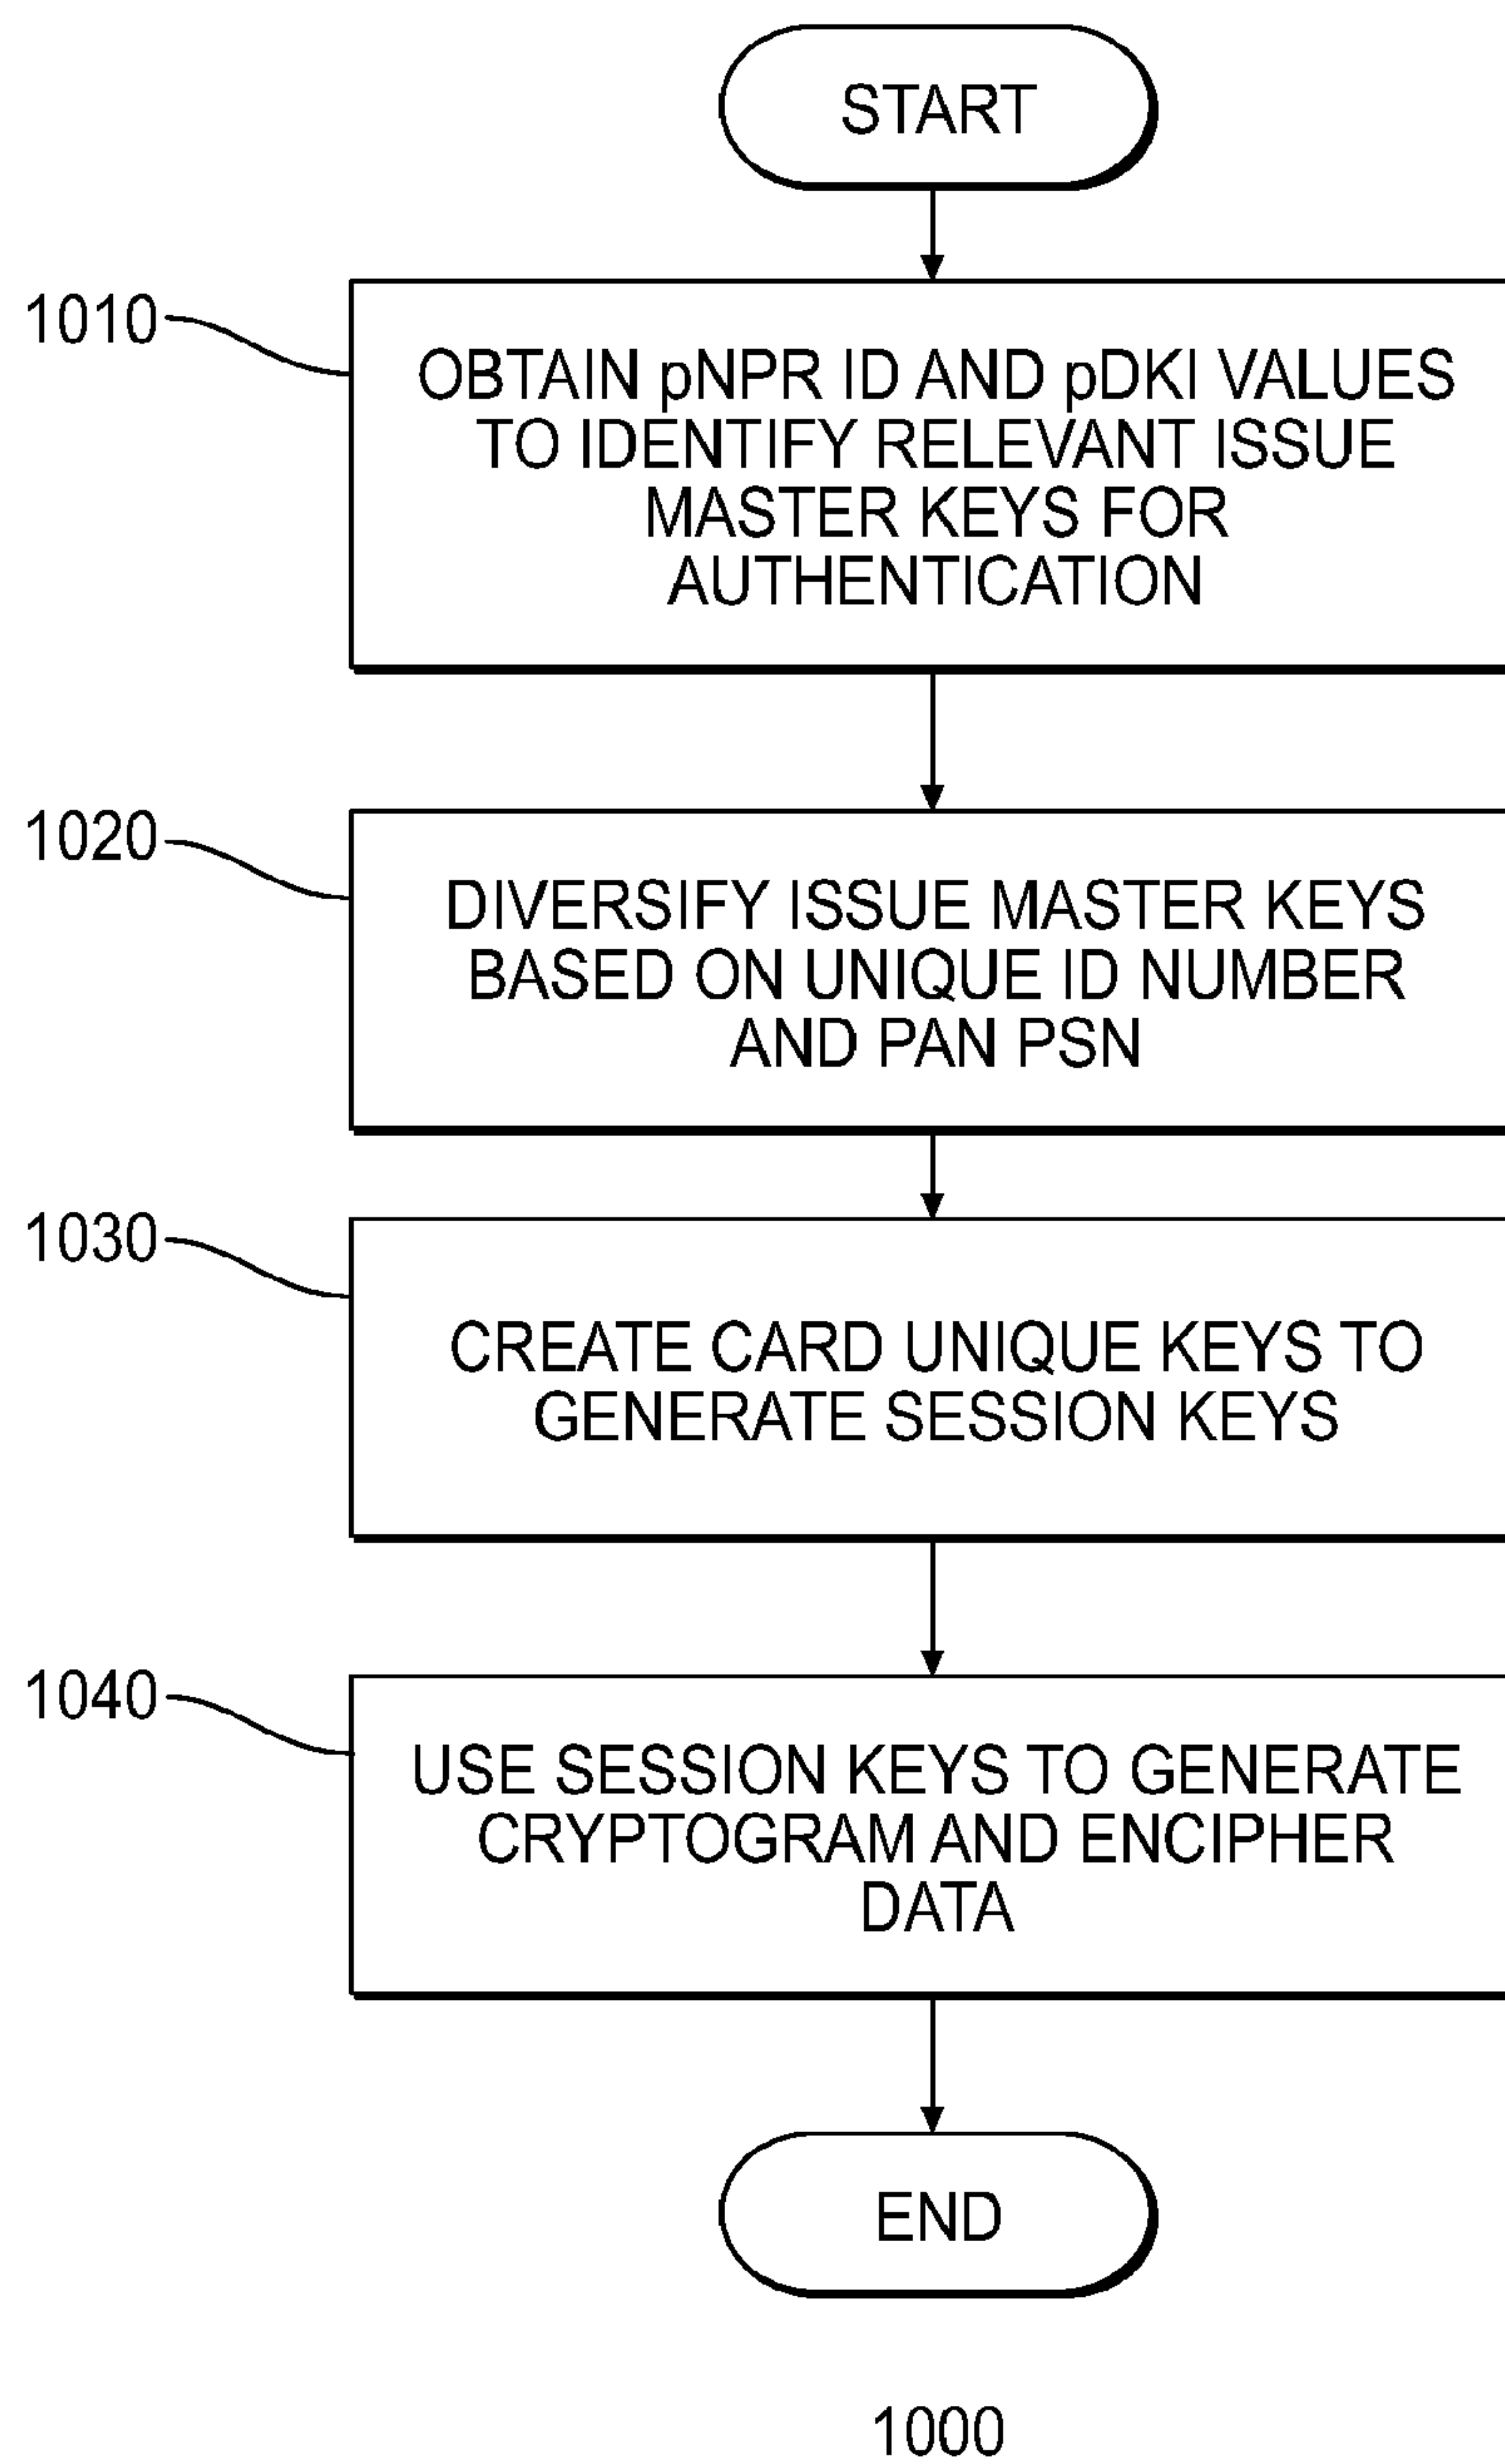 START
1010
OBTAIN pNPR ID AND pDKI VALUES
TO IDENTIFY RELEVANT ISSUE
MASTER KEYS FOR
AUTHENTICATION
1020
DIVERSIFY ISSUE MASTER KEYS
BASED ON UNIQUE ID NUMBER
AND PAN PSN
1030
CREATE CARD UNIQUE KEYS TO
GENERATE SESSION KEYS
1040
USE SESSION KEYS TO GENERATE
CRYPTOGRAM AND ENCIPHER
DATA
END
1000